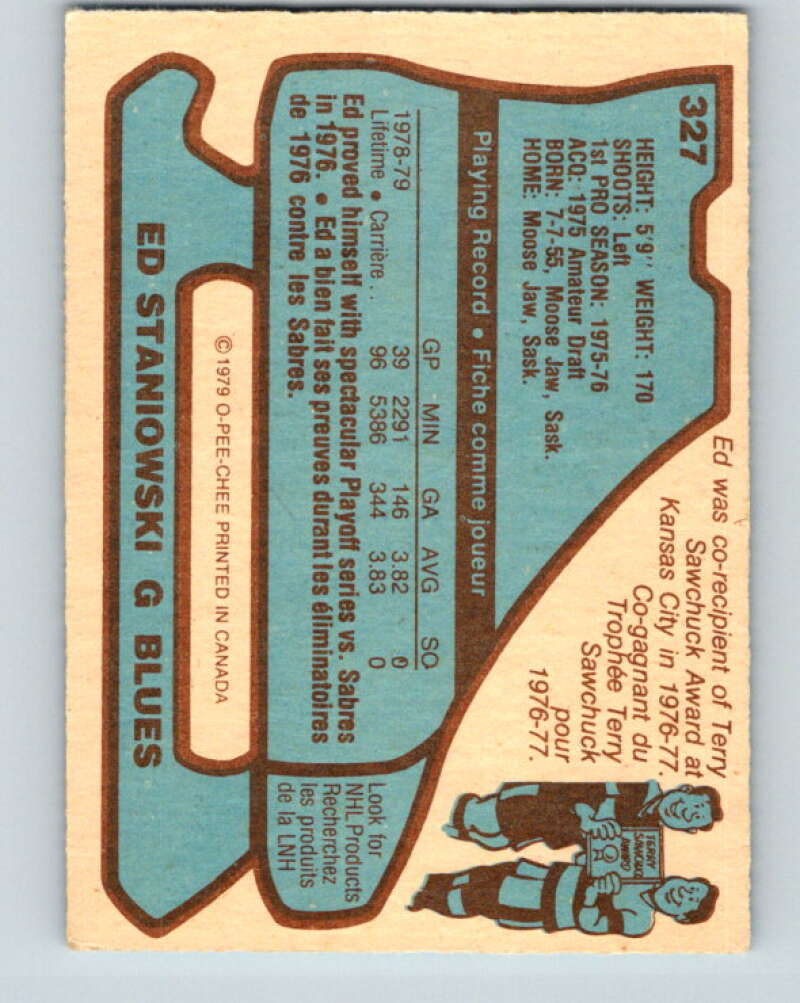 327
HEIGHT: 5'9" WEIGHT: 170
SHOOTS: Left
1st PRO SEASON: 1975-76
ACQ: 1975 Amateur Draft
BORN: 7-7-55, Moose Jaw, Sask.
HOME: Moose Jaw, Sask.
Ed was co-recipient of Terry
Sawchuck Award at
Kansas City in 1976-77.
Co-gagnant du
Trophée Terry
Sawchuck
pour
1976-77.
TERRY
SAWCHUCK
AWARD
Playing Record • Fiche comme joueur
GP MIN GA AVG SO
1978-79 39 2291 146 3.82 0
Lifetime • Carrière . . 96 5386 344 3.83 0
Ed proved himself with spectacular Playoff series vs. Sabres
in 1976. • Ed a bien fait ses preuves durant les éliminatoires
de 1976 contre les Sabres.
Look for
NHL Products
Recherchez
les produits
de la LNH
© 1979 O-PEE-CHEE PRINTED IN CANADA
ED STANIOWSKI G BLUES